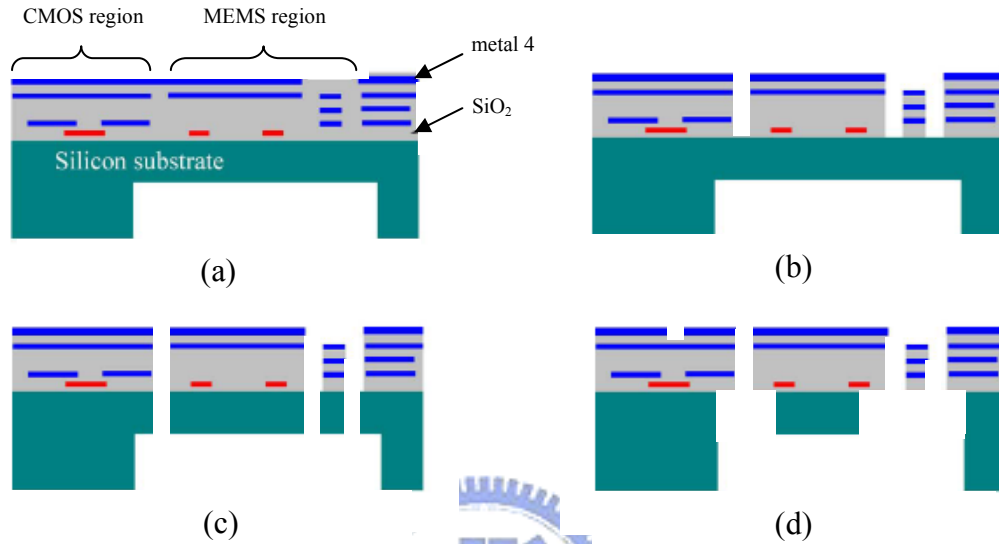 CMOS region
MEMS region
metal 4
SiO₂
Silicon substrate
(a)
(b)
(c)
(d)